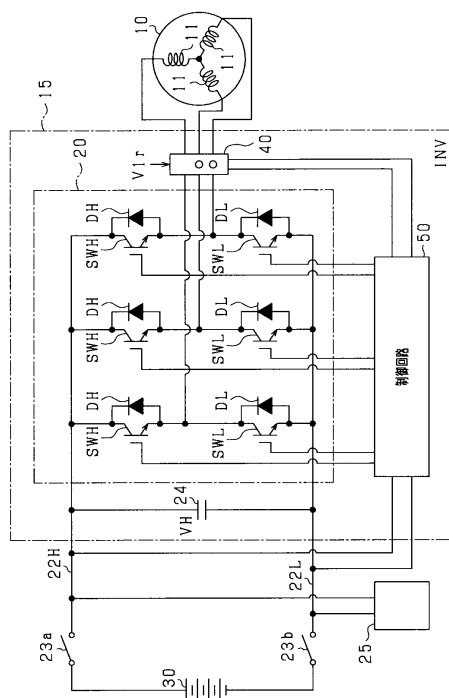 15
20
10
11
11
11
V1r
40
INV
DH
DH
DH
SWH
SWH
SWH
DL
DL
DL
SWL
SWL
SWL
50
制御回路
24
VH
22H
22L
23a
23b
25
30